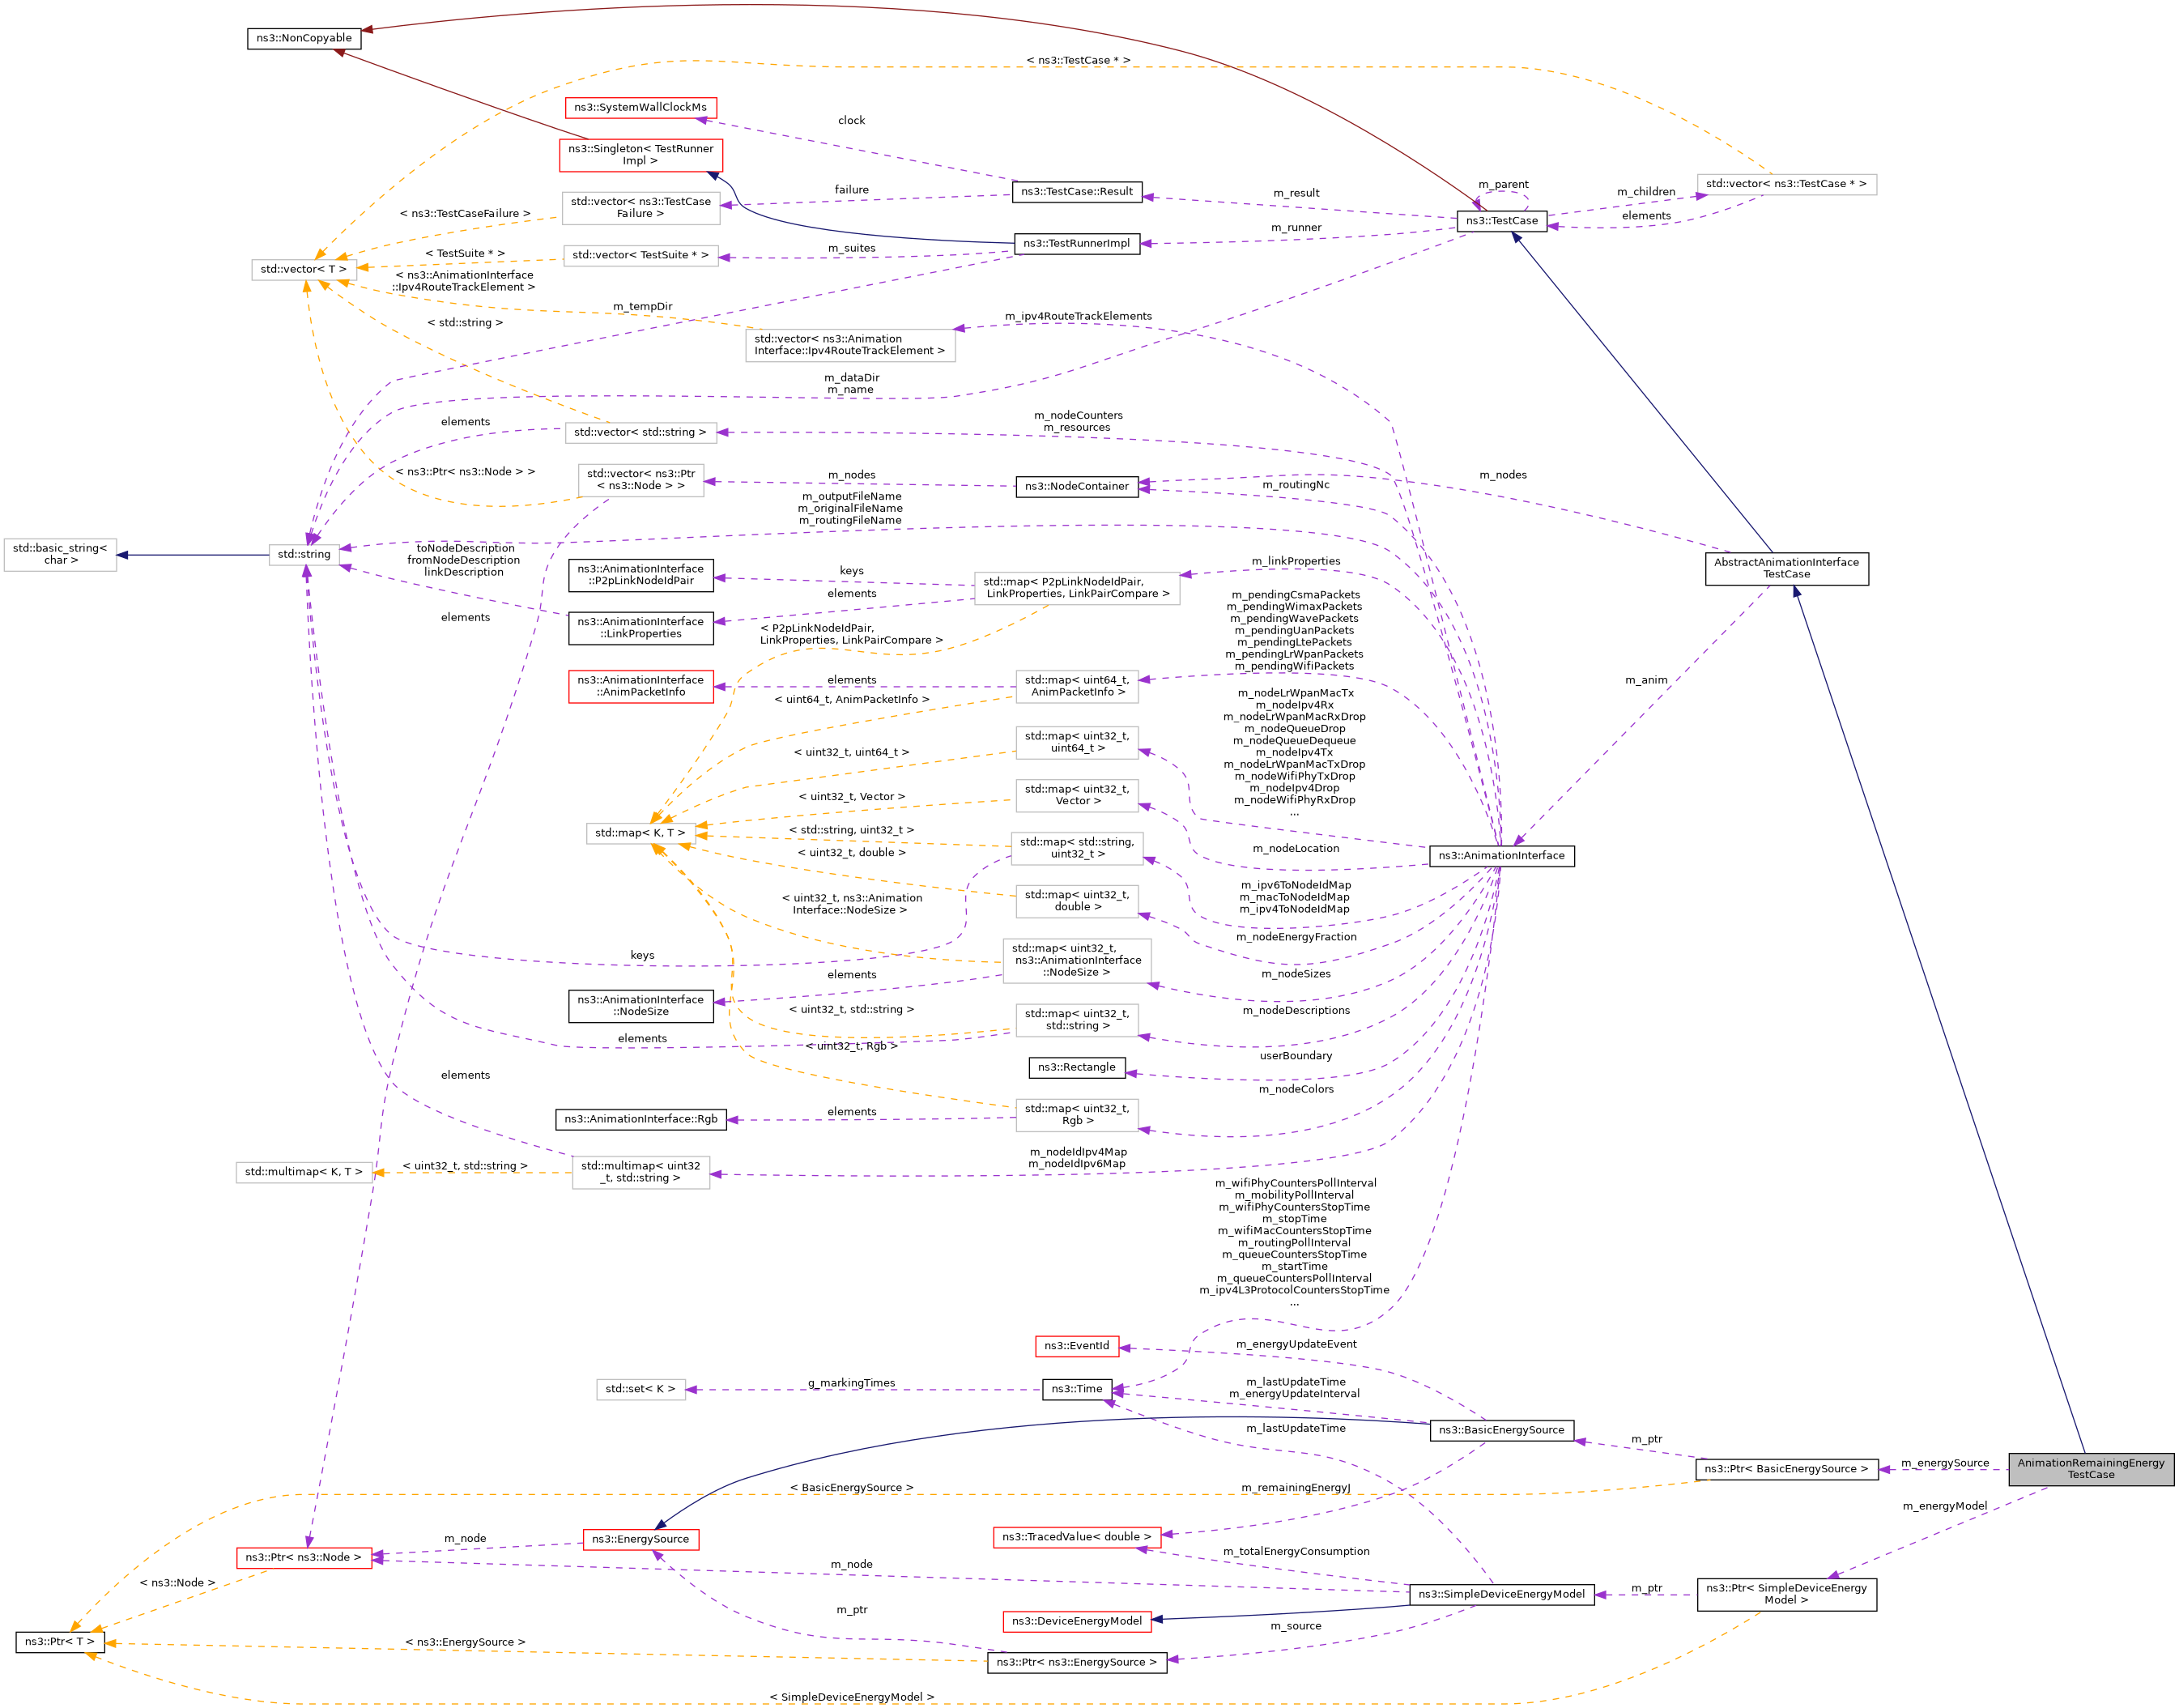 ns3::NonCopyable
< ns3::TestCase * >
ns3::SystemWallClockMs
clock
ns3::Singleton< TestRunner
Impl >
ns3::TestCase::Result
failure
std::vector< ns3::TestCase
Failure >
m_result
m_parent
m_children
std::vector< ns3::TestCase * >
elements
ns3::TestCase
< ns3::TestCaseFailure >
m_runner
ns3::TestRunnerImpl
m_suites
std::vector< TestSuite * >
< TestSuite * >
std::vector< T >
< ns3::AnimationInterface
::Ipv4RouteTrackElement >
m_tempDir
m_ipv4RouteTrackElements
< std::string >
std::vector< ns3::Animation
Interface::Ipv4RouteTrackElement >
m_dataDir
m_name
elements
std::vector< std::string >
m_nodeCounters
m_resources
< ns3::Ptr< ns3::Node > >
std::vector< ns3::Ptr
< ns3::Node > >
m_nodes
ns3::NodeContainer
m_routingNc
m_nodes
m_outputFileName
m_originalFileName
m_routingFileName
std::basic_string<
char >
std::string
toNodeDescription
fromNodeDescription
linkDescription
ns3::AnimationInterface
::P2pLinkNodeIdPair
keys
std::map< P2pLinkNodeIdPair,
LinkProperties, LinkPairCompare >
m_linkProperties
AbstractAnimationInterface
TestCase
elements
ns3::AnimationInterface
::LinkProperties
elements
< P2pLinkNodeIdPair,
LinkProperties, LinkPairCompare >
m_pendingCsmaPackets
m_pendingWimaxPackets
m_pendingWavePackets
m_pendingUanPackets
m_pendingLtePackets
m_pendingLrWpanPackets
m_pendingWifiPackets
ns3::AnimationInterface
::AnimPacketInfo
elements
std::map< uint64_t,
AnimPacketInfo >
m_anim
< uint64_t, AnimPacketInfo >
m_nodeLrWpanMacTx
m_nodeIpv4Rx
m_nodeLrWpanMacRxDrop
m_nodeQueueDrop
m_nodeQueueDequeue
m_nodeIpv4Tx
m_nodeLrWpanMacTxDrop
m_nodeWifiPhyTxDrop
m_nodeIpv4Drop
m_nodeWifiPhyRxDrop
...
< uint32_t, uint64_t >
std::map< uint32_t,
uint64_t >
< uint32_t, Vector >
std::map< uint32_t,
Vector >
std::map< K, T >
< std::string, uint32_t >
std::map< std::string,
uint32_t >
m_nodeLocation
ns3::AnimationInterface
< uint32_t, double >
std::map< uint32_t,
double >
m_ipv6ToNodeIdMap
m_macToNodeIdMap
m_ipv4ToNodeIdMap
< uint32_t, ns3::Animation
Interface::NodeSize >
m_nodeEnergyFraction
keys
std::map< uint32_t,
ns3::AnimationInterface
::NodeSize >
elements
m_nodeSizes
ns3::AnimationInterface
::NodeSize
< uint32_t, std::string >
std::map< uint32_t,
std::string >
m_nodeDescriptions
elements
< uint32_t, Rgb >
userBoundary
ns3::Rectangle
elements
m_nodeColors
ns3::AnimationInterface::Rgb
elements
std::map< uint32_t,
Rgb >
std::multimap< K, T >
< uint32_t, std::string >
std::multimap< uint32
_t, std::string >
m_nodeIdIpv4Map
m_nodeIdIpv6Map
m_wifiPhyCountersPollInterval
m_mobilityPollInterval
m_wifiPhyCountersStopTime
m_stopTime
m_wifiMacCountersStopTime
m_routingPollInterval
m_queueCountersStopTime
m_startTime
m_queueCountersPollInterval
m_ipv4L3ProtocolCountersStopTime
...
ns3::EventId
m_energyUpdateEvent
std::set< K >
g_markingTimes
ns3::Time
m_lastUpdateTime
m_energyUpdateInterval
m_lastUpdateTime
ns3::BasicEnergySource
m_ptr
ns3::Ptr< BasicEnergySource >
m_energySource
AnimationRemainingEnergy
TestCase
< BasicEnergySource >
m_remainingEnergyJ
m_energyModel
ns3::TracedValue< double >
ns3::EnergySource
m_node
ns3::Ptr< ns3::Node >
m_node
m_totalEnergyConsumption
< ns3::Node >
ns3::SimpleDeviceEnergyModel
m_ptr
ns3::Ptr< SimpleDeviceEnergy
Model >
m_ptr
ns3::DeviceEnergyModel
m_source
ns3::Ptr< T >
< ns3::EnergySource >
ns3::Ptr< ns3::EnergySource >
< SimpleDeviceEnergyModel >